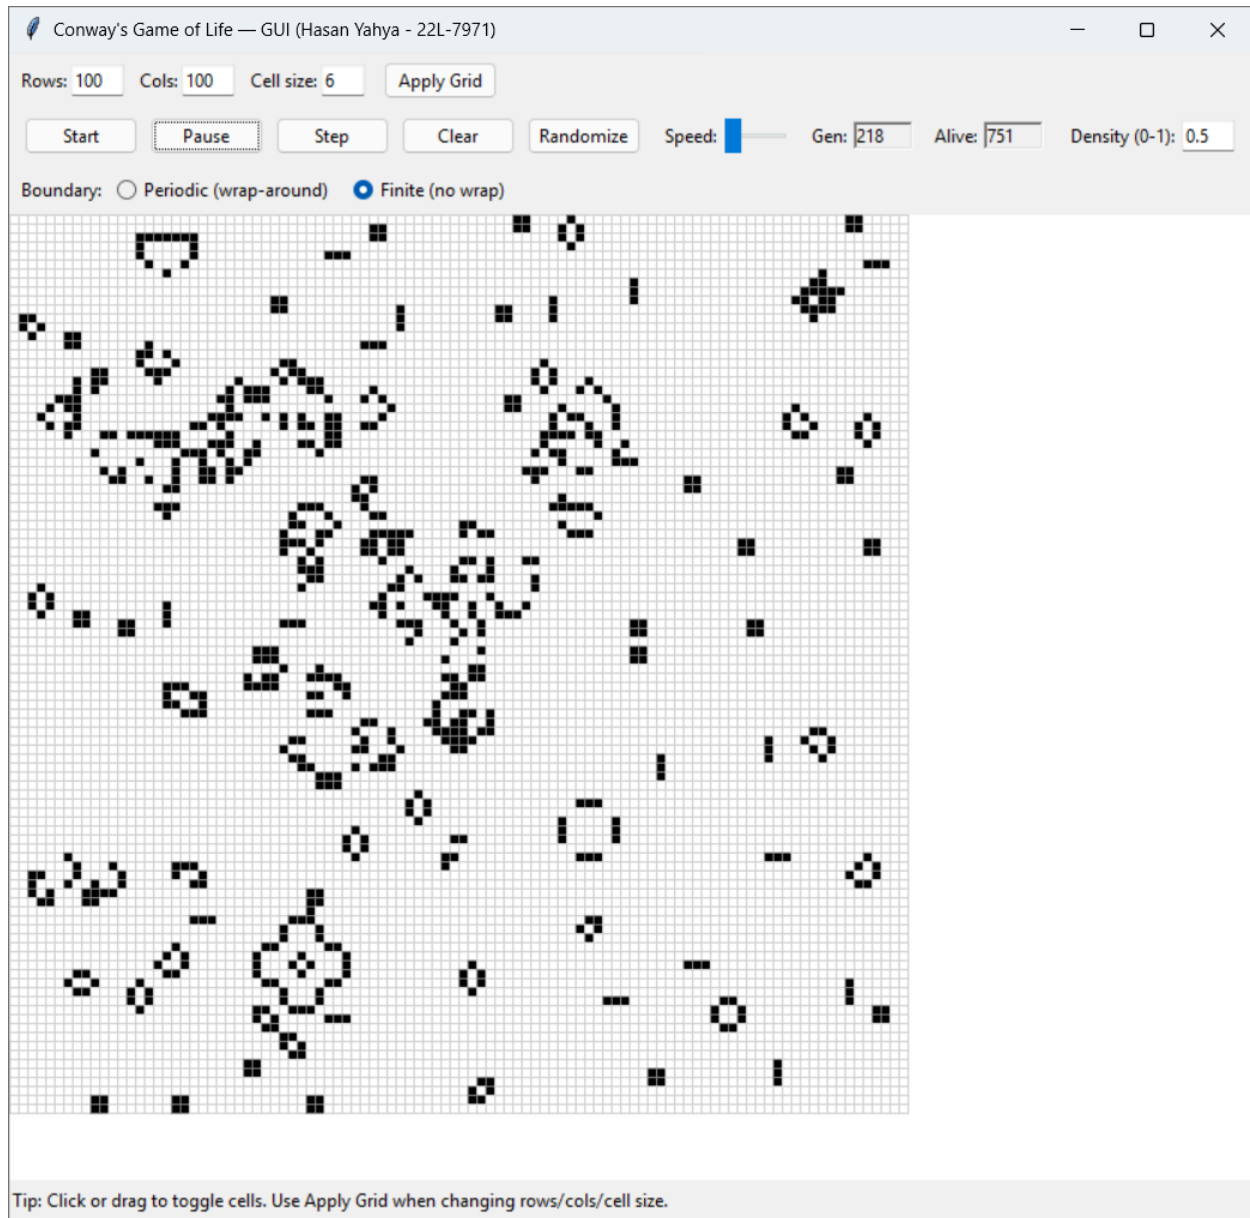 Conway's Game of Life — GUI (Hasan Yahya - 22L-7971)
Rows: 100 Cols: 100 Cell size: 6 Apply Grid
Start Pause Step Clear Randomize Speed: Gen: 218 Alive: 751 Density (0-1): 0.5
Boundary: Periodic (wrap-around) Finite (no wrap)
Tip: Click or drag to toggle cells. Use Apply Grid when changing rows/cols/cell size.